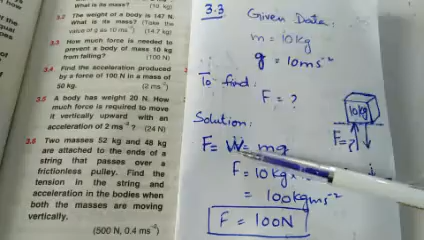 What is its mass? (10 kg)
3.2 The weight of a body is 147 N.
What is its mass? (Take the
value of g as 10 ms⁻²) (14.7 kg)
3.3 How much force is needed to
prevent a body of mass 10 kg
from falling? (100 N)
3.4 Find the acceleration produced
by a force of 100 N in a mass of
50 kg. (2 ms⁻²)
3.5 A body has weight 20 N. How
much force is required to move
it vertically upward with an
acceleration of 2 ms⁻²? (24 N)
3.6 Two masses 52 kg and 48 kg
are attached to the ends of a
string that passes over a
frictionless pulley. Find the
tension in the string and
acceleration in the bodies when
both the masses are moving
vertically.
(500 N, 0.4 ms⁻²)
3.3 Given Data:
m = 10kg
g = 10ms⁻²
To find:
F = ?
Solution:
10kg
F=?
F = W = mg
F = 10kg×
= 100kgms⁻²
F = 100N